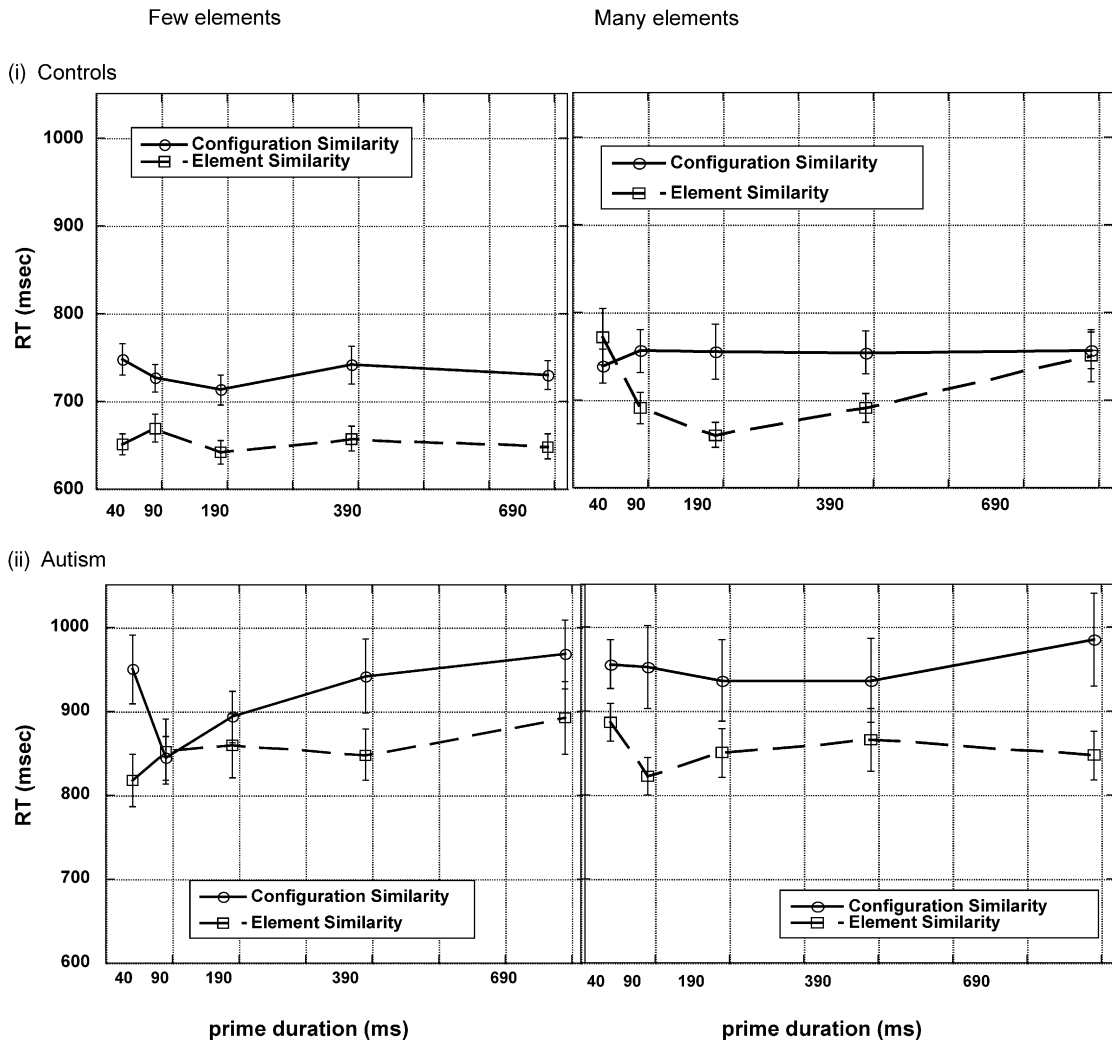 Few elements
Many elements
(i) Controls
1000
900
800
700
600
RT (msec)
Configuration Similarity
- Element Similarity
40 90 190 390 690
Configuration Similarity
- Element Similarity
40 90 190 390 690
(ii) Autism
1000
900
800
700
600
RT (msec)
Configuration Similarity
- Element Similarity
40 90 190 390 690
prime duration (ms)
Configuration Similarity
- Element Similarity
40 90 190 390 690
prime duration (ms)